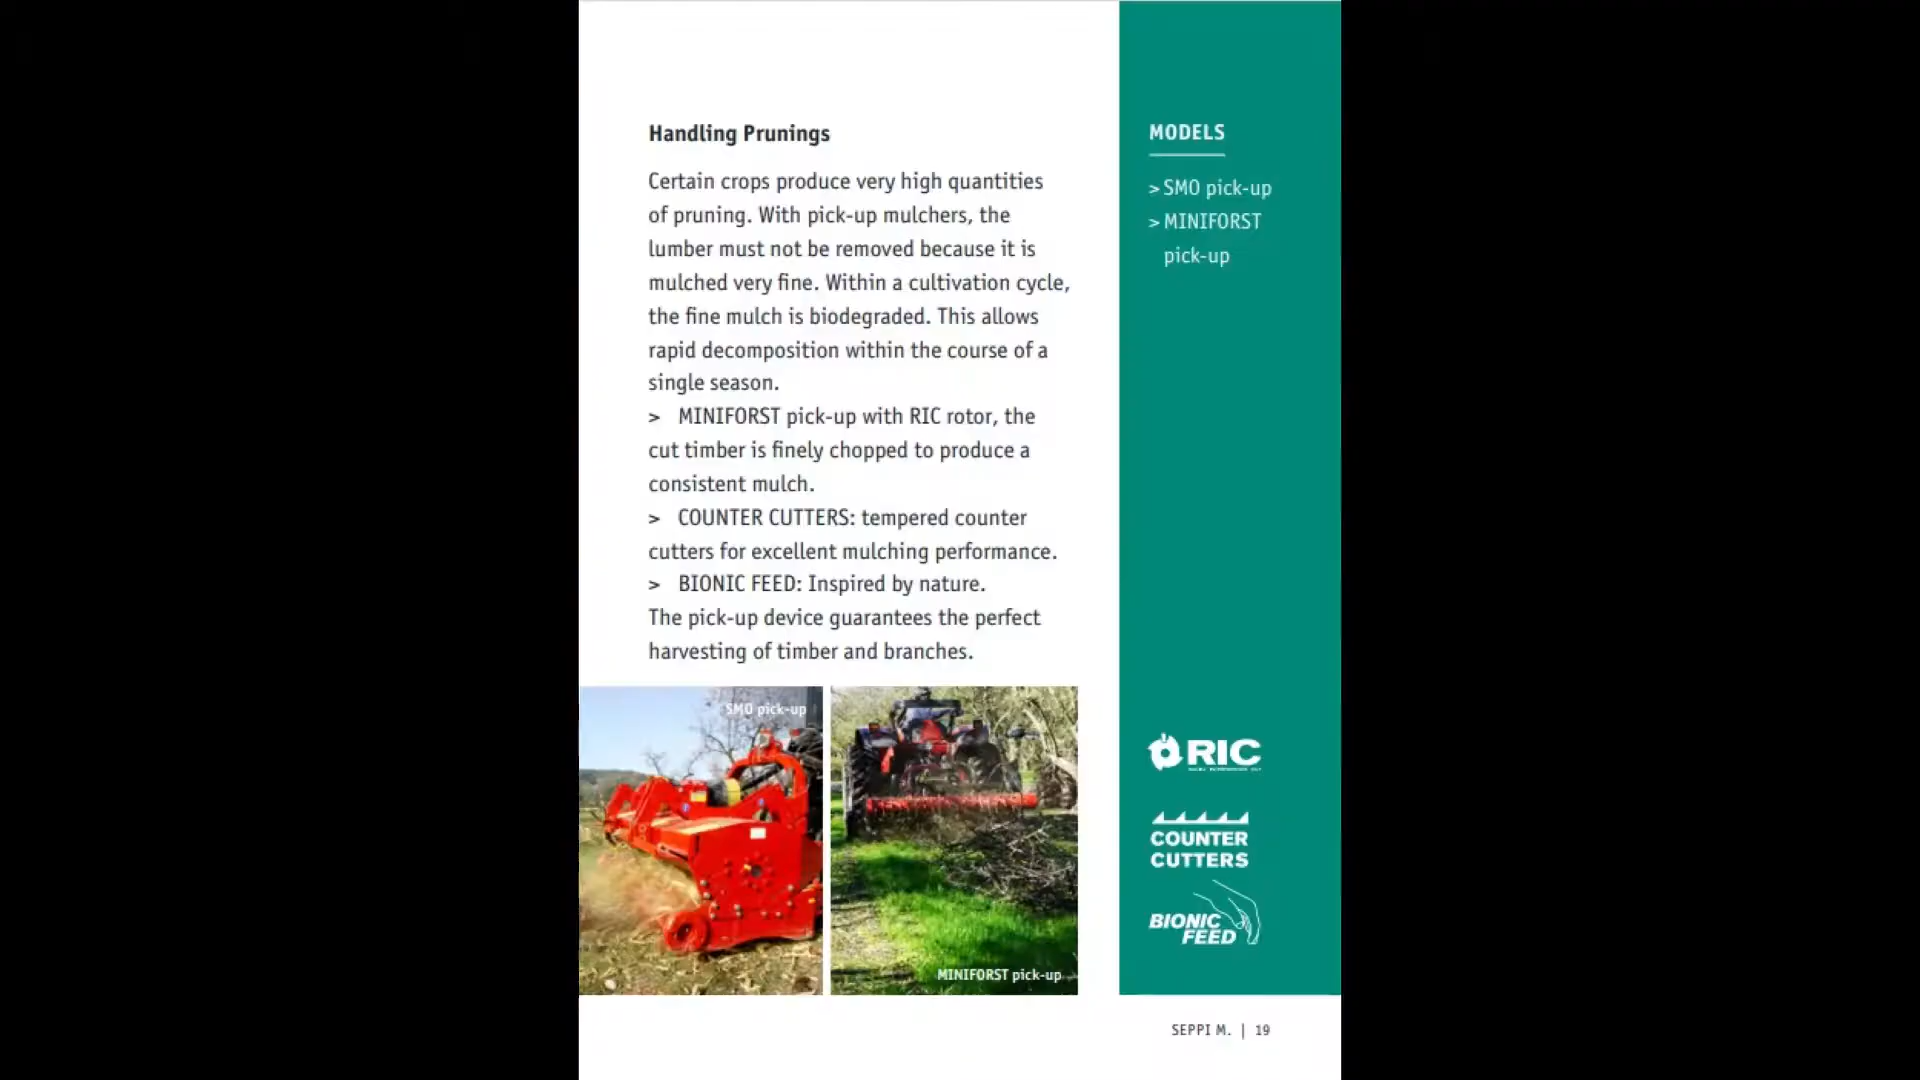 Handling Prunings
Certain crops produce very high quantities
of pruning. With pick-up mulchers, the
lumber must not be removed because it is
mulched very fine. Within a cultivation cycle,
the fine mulch is biodegraded. This allows
rapid decomposition within the course of a
single season.
> MINIFORST pick-up with RIC rotor, the
cut timber is finely chopped to produce a
consistent mulch.
> COUNTER CUTTERS: tempered counter
cutters for excellent mulching performance.
> BIONIC FEED: Inspired by nature.
The pick-up device guarantees the perfect
harvesting of timber and branches.
SMO pick-up
MINIFORST pick-up
MODELS
> SMO pick-up
> MINIFORST
pick-up
RIC
COUNTER
CUTTERS
BIONIC
FEED
SEPPI M. | 19